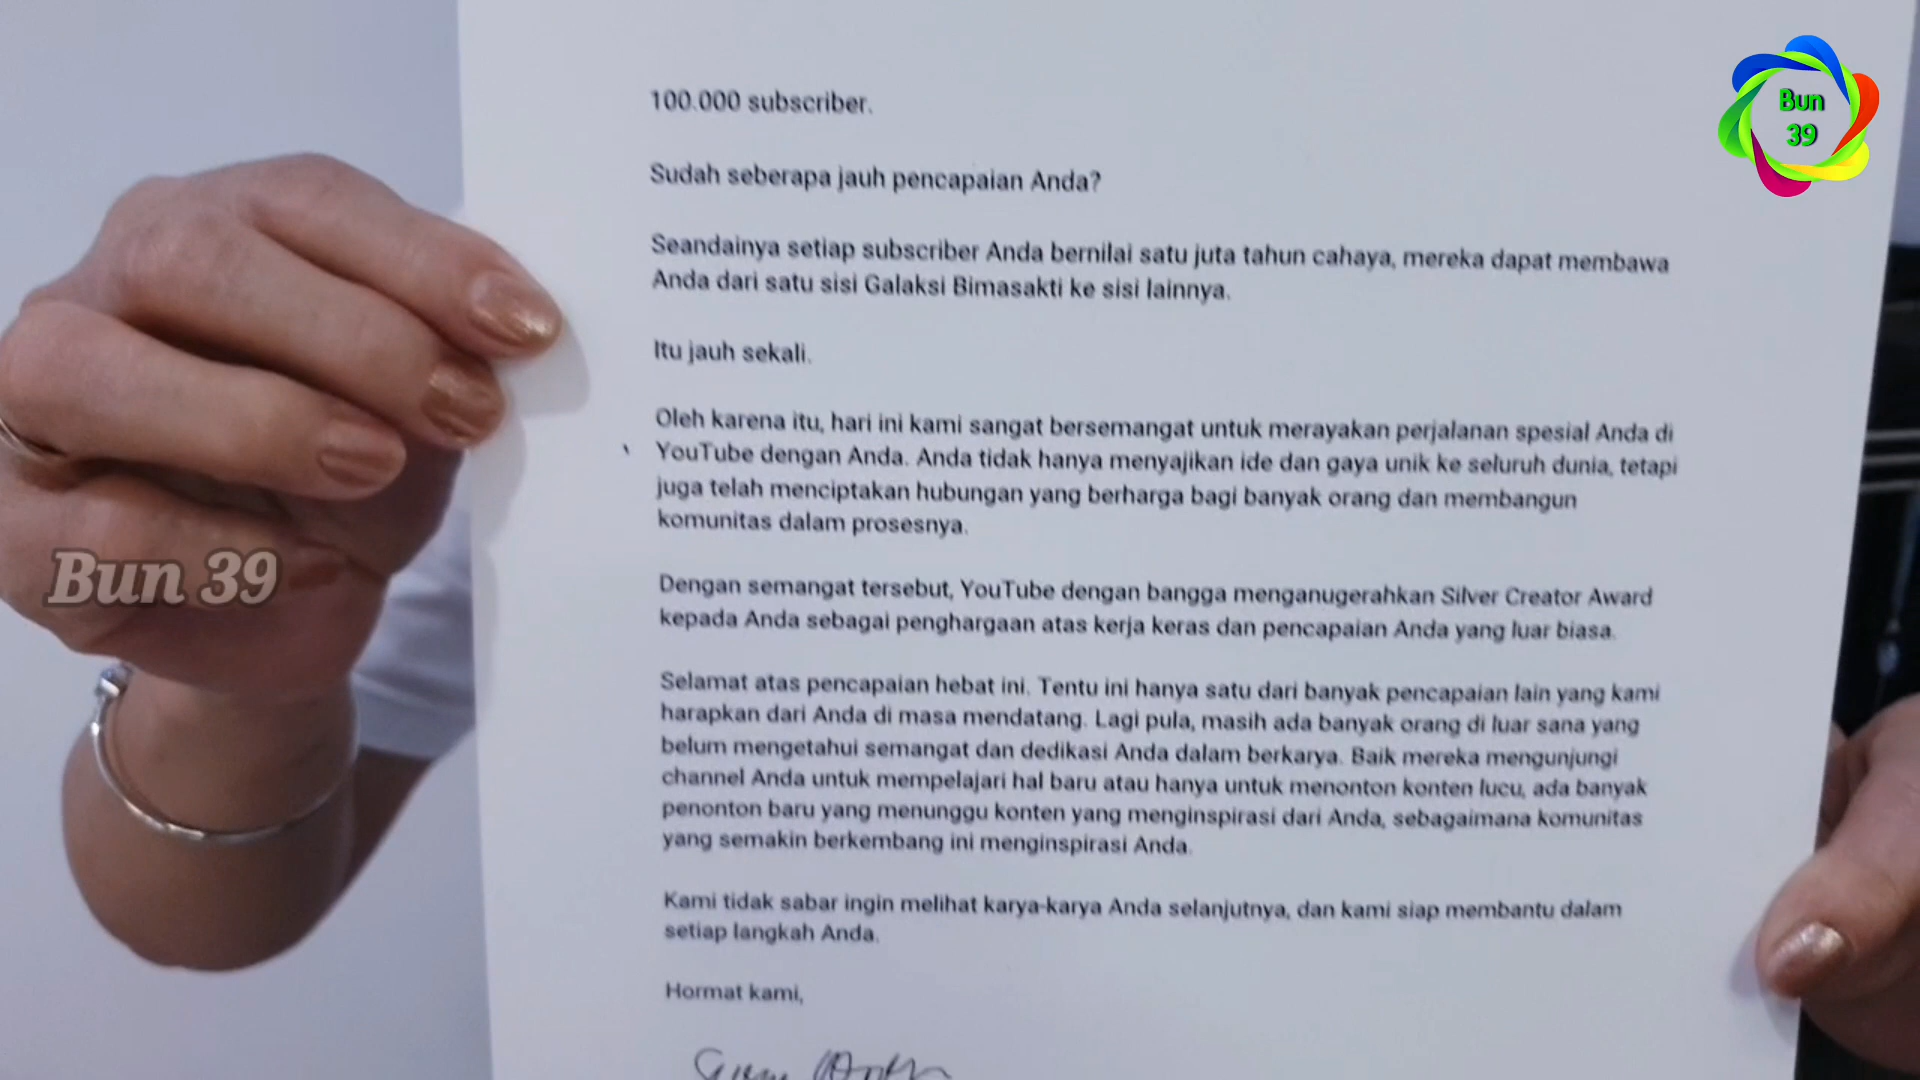 100.000 subscriber.
Sudah seberapa jauh pencapaian Anda?
Seandainya setiap subscriber Anda bernilai satu juta tahun cahaya, mereka dapat membawa
Anda dari satu sisi Galaksi Bimasakti ke sisi lainnya.
Itu jauh sekali.
Oleh karena itu, hari ini kami sangat bersemangat untuk merayakan perjalanan spesial Anda di
YouTube dengan Anda. Anda tidak hanya menyajikan ide dan gaya unik ke seluruh dunia, tetapi
juga telah menciptakan hubungan yang berharga bagi banyak orang dan membangun
komunitas dalam prosesnya.
Dengan semangat tersebut, YouTube dengan bangga menganugerahkan Silver Creator Award
kepada Anda sebagai penghargaan atas kerja keras dan pencapaian Anda yang luar biasa.
Selamat atas pencapaian hebat ini. Tentu ini hanya satu dari banyak pencapaian lain yang kami
harapkan dari Anda di masa mendatang. Lagi pula, masih ada banyak orang di luar sana yang
belum mengetahui semangat dan dedikasi Anda dalam berkarya. Baik mereka mengunjungi
channel Anda untuk mempelajari hal baru atau hanya untuk menonton konten lucu, ada banyak
penonton baru yang menunggu konten yang menginspirasi dari Anda, sebagaimana komunitas
yang semakin berkembang ini menginspirasi Anda.
Kami tidak sabar ingin melihat karya-karya Anda selanjutnya, dan kami siap membantu dalam
setiap langkah Anda.
Hormat kami,
Bun
39
Bun 39